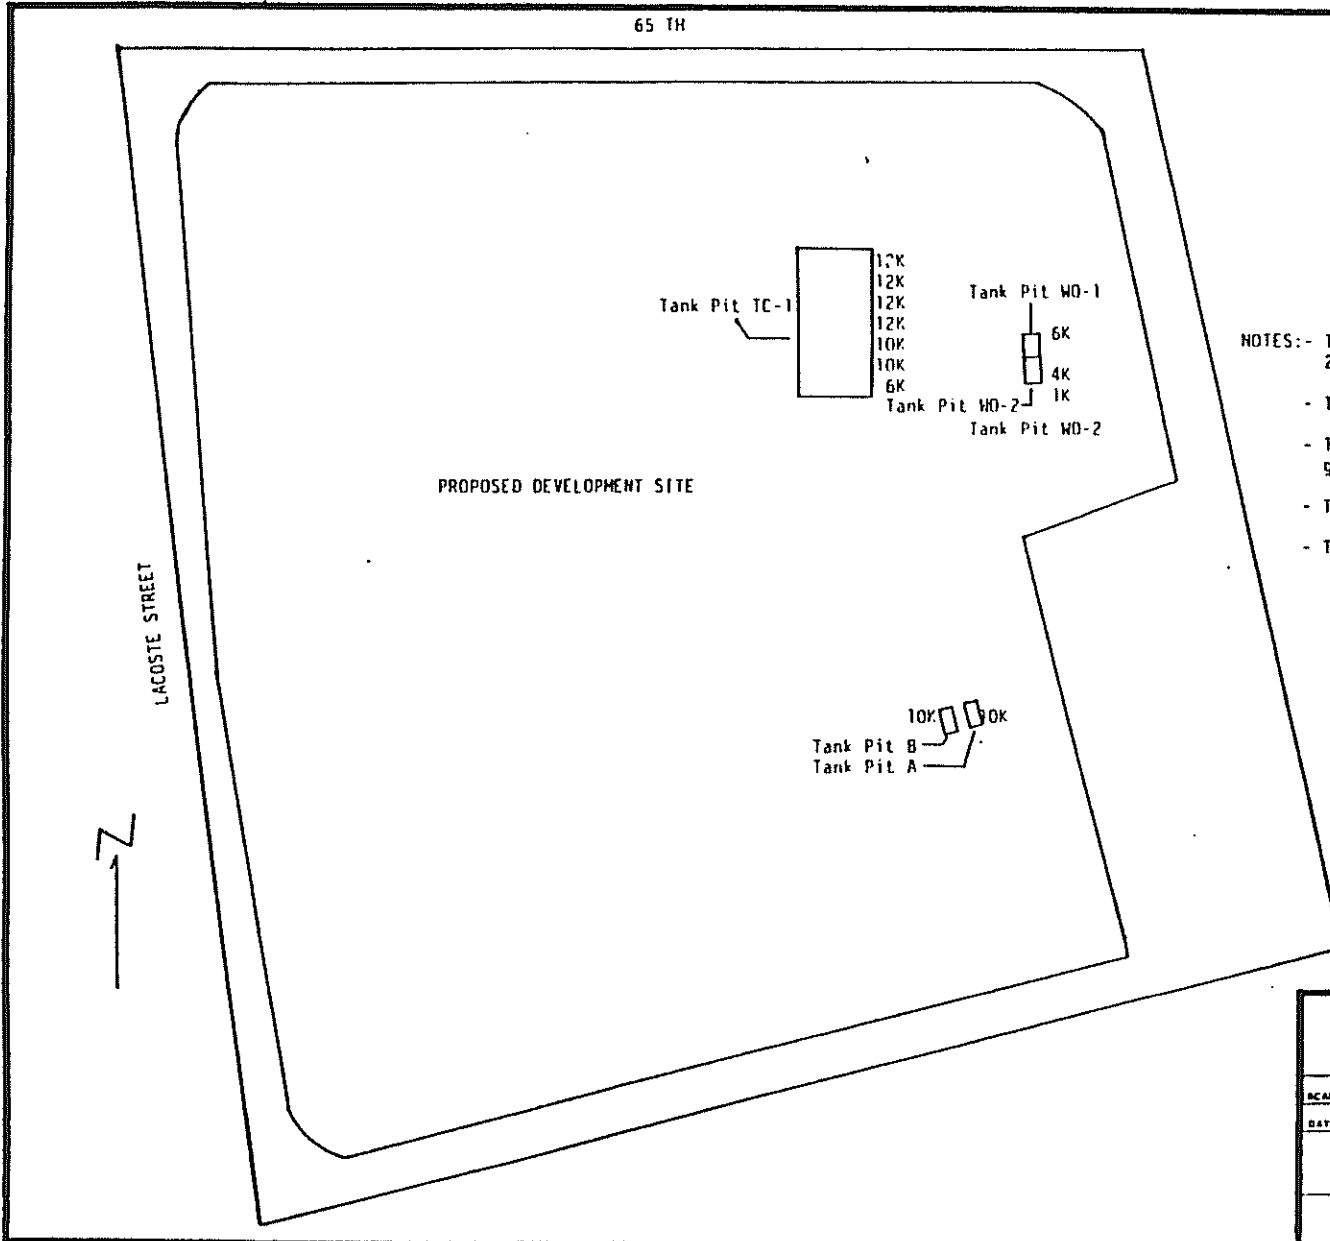 65 TH
12K
12K
12K
12K
10K
10K
6K
Tank Pit TC-1
Tank Pit WO-1
6K
4K
1K
Tank Pit WO-2
Tank Pit WO-2
NOTES:-
2
-
-
-
- T
PROPOSED DEVELOPMENT SITE
LACOSTE STREET
10K
Tank Pit B
Tank Pit A